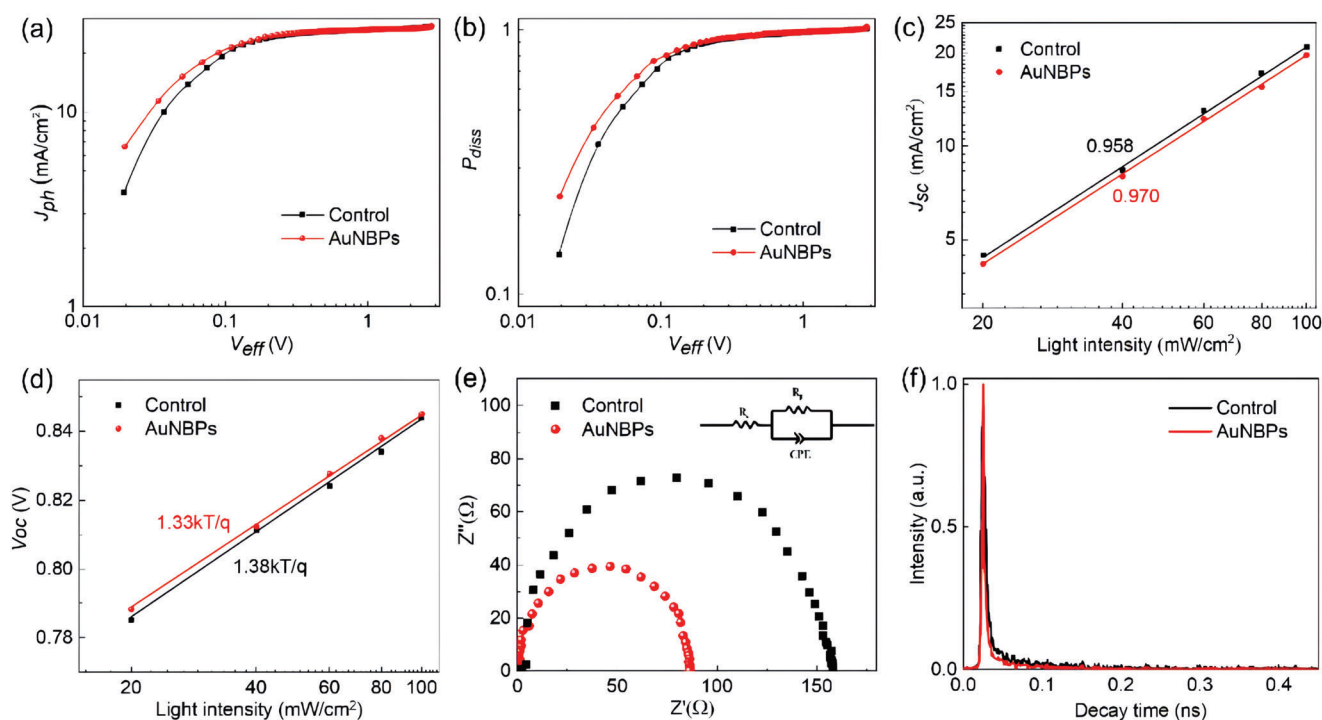 (a)
10
1
0.01
0.1
1
J_ph (mA/cm²)
V_eff (V)
Control
AuNBPs
(b)
1
0.1
0.01
0.1
1
P_diss
V_eff (V)
Control
AuNBPs
(c)
25
20
15
10
5
20
40
60
80
100
J_sc (mA/cm²)
Light intensity (mW/cm²)
Control
AuNBPs
0.958
0.970
(d)
0.84
0.82
0.80
0.78
20
40
60
80
100
Voc (V)
Light intensity (mW/cm²)
Control
AuNBPs
1.33kT/q
1.38kT/q
(e)
100
80
60
40
20
0
0
50
100
150
Z''(Ω)
Z'(Ω)
Control
AuNBPs
CPE
(f)
1.0
0.5
0.0
0.0
0.1
0.2
0.3
0.4
Intensity (a.u.)
Decay time (ns)
Control
AuNBPs